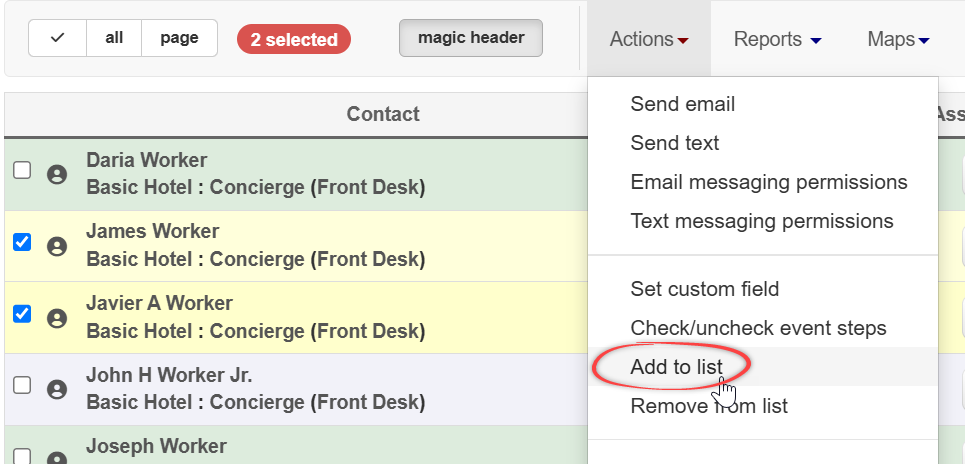 all
page
2 selected
magic header
Actions
Reports
Maps
Contact
Daria Worker
Basic Hotel : Concierge (Front Desk)
James Worker
Basic Hotel : Concierge (Front Desk)
Javier A Worker
Basic Hotel : Concierge (Front Desk)
John H Worker Jr.
Basic Hotel : Concierge (Front Desk)
Joseph Worker
Send email
Send text
Email messaging permissions
Text messaging permissions
Set custom field
Check/uncheck event steps
Add to list
Remove from list
Ass